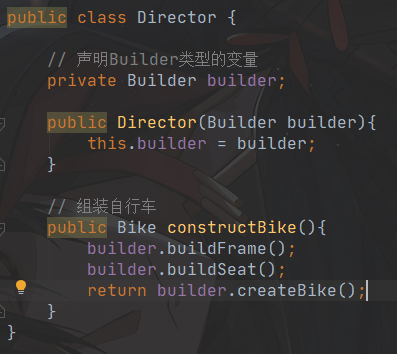 public class Director {
// 声明Builder类型的变量
private Builder builder;
public Director(Builder builder){
this.builder = builder;
}
// 组装自行车
public Bike constructBike(){
builder.buildFrame();
builder.buildSeat();
return builder.createBike();
}
}